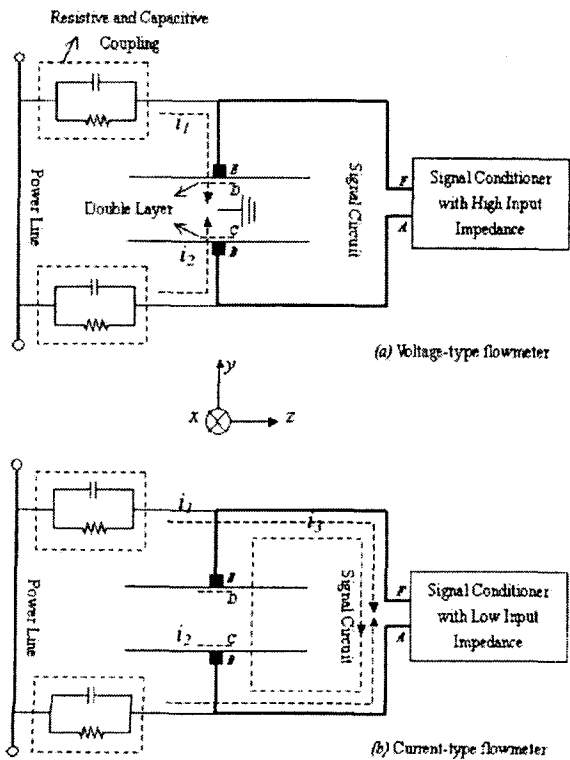 Resistive and Capacitive
Coupling
i1
Power Line
E
D
Double Layer
C
B
i2
Signal Circuit
F
A
Signal Conditioner
with High Input
Impedance
(a) Voltage-type flowmeter
y
x
z
i1
i3
Power Line
E
D
i2
C
B
Signal Circuit
F
A
Signal Conditioner
with Low Input
Impedance
(b) Current-type flowmeter